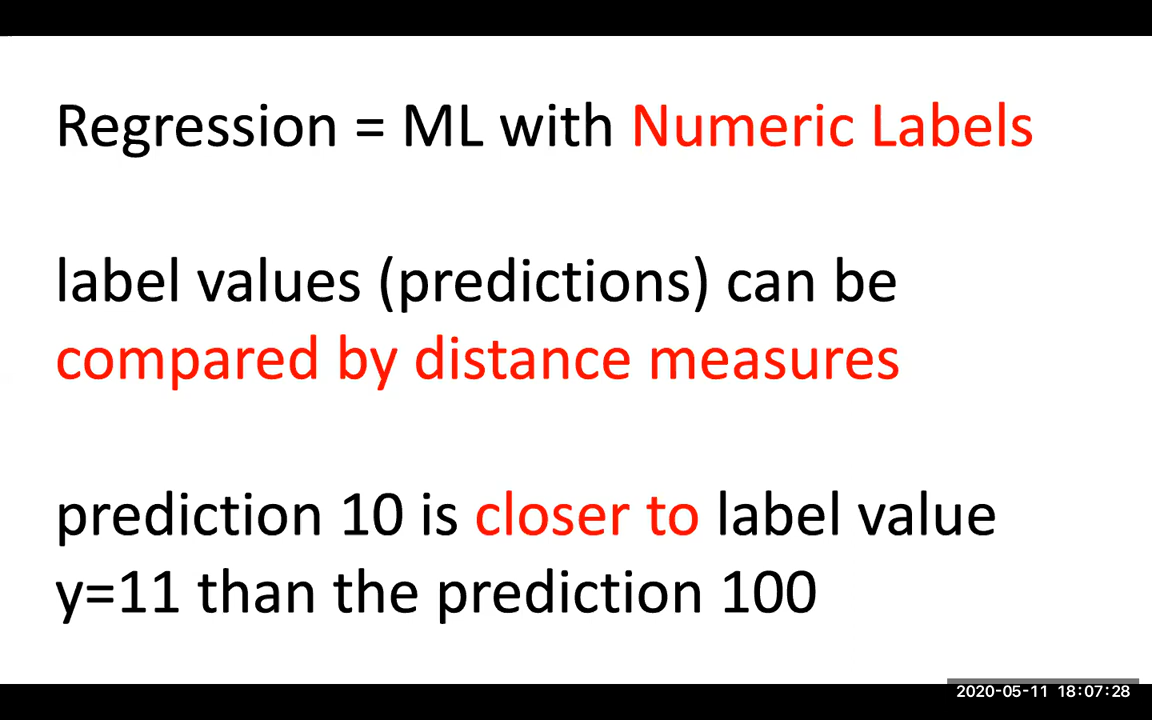 Regression = ML with Numeric Labels
label values (predictions) can be
compared by distance measures
prediction 10 is closer to label value
y=11 than the prediction 100
2020-05-11 18:07:28